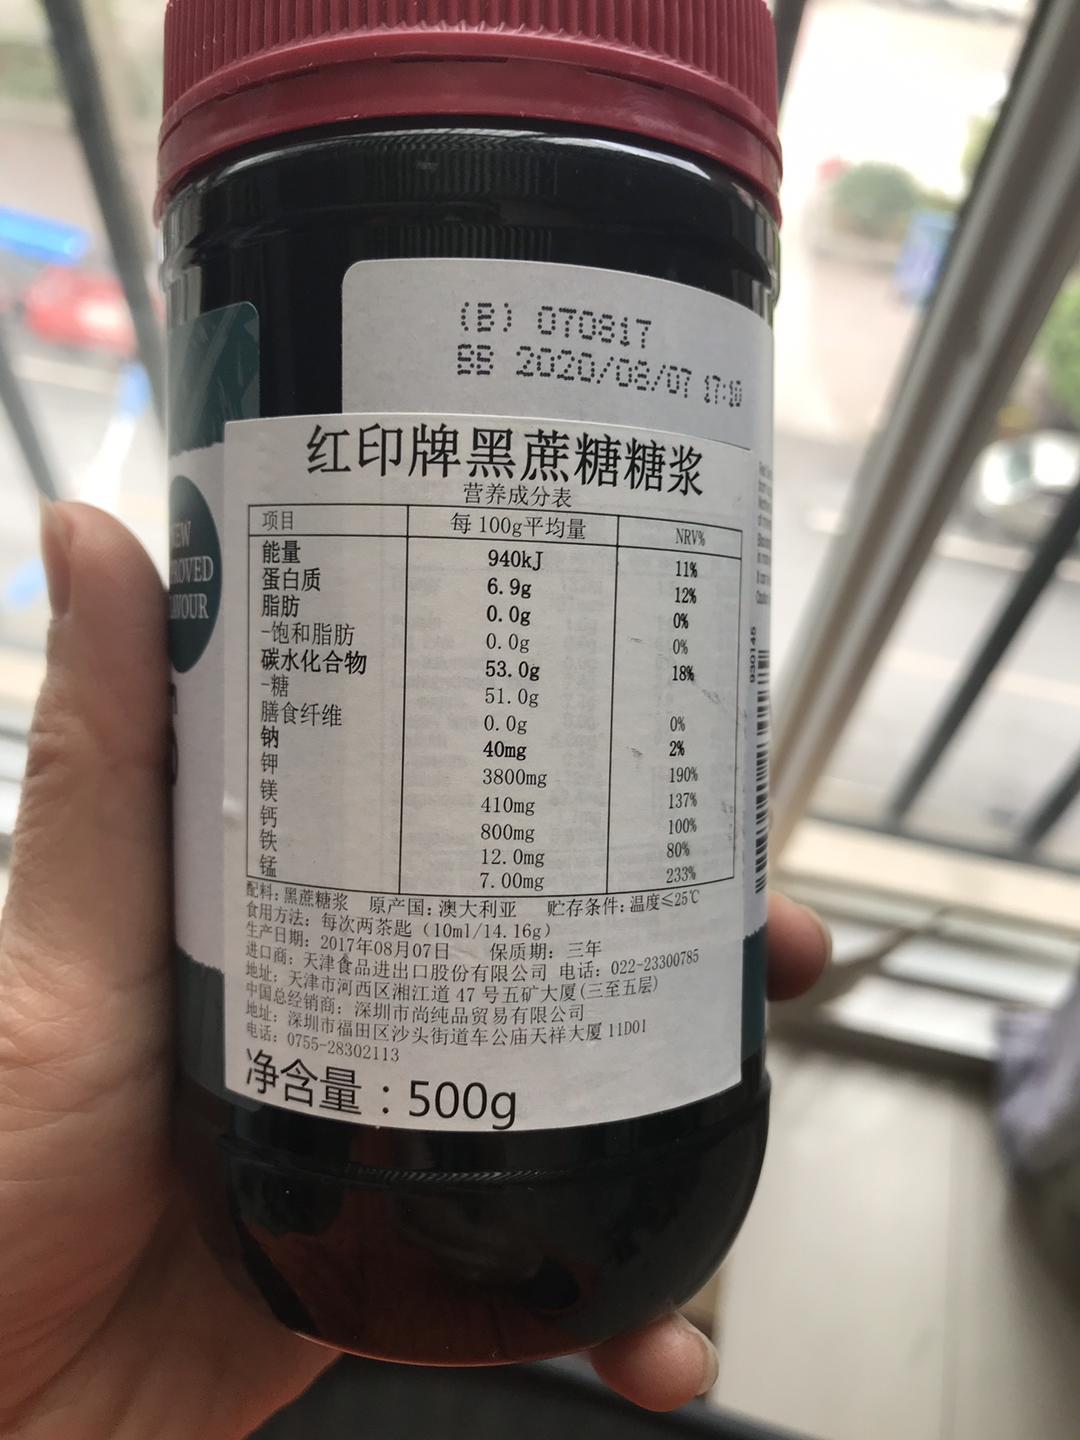 (B) 070817
BB 2020/08/07 17:10
红印牌黑蔗糖糖浆
营养成分表
项目 每100g平均量 NRV%
能量 940kJ 11%
蛋白质 6.9g 12%
脂肪 0.0g 0%
-饱和脂肪 0.0g 0%
碳水化合物 53.0g 18%
-糖 51.0g
膳食纤维 0.0g 0%
钠 40mg 2%
钾 3800mg 190%
镁 410mg 137%
钙 800mg 100%
铁 12.0mg 80%
锰 7.00mg 233%
配料:黑蔗糖浆 原产国:澳大利亚 贮存条件:温度≤25℃
食用方法: 每次两茶匙 (10ml/14.16g)
生产日期: 2017年08月07日 保质期: 三年
进口商: 天津食品进出口股份有限公司 电话: 022-23300785
地址: 天津市河西区湘江道 47 号五矿大厦(三至五层)
中国总经销商: 深圳市尚纯品贸易有限公司
地址: 深圳市福田区沙头街道车公庙天祥大厦 11D01
电话: 0755-28302113
净含量:500g
930145